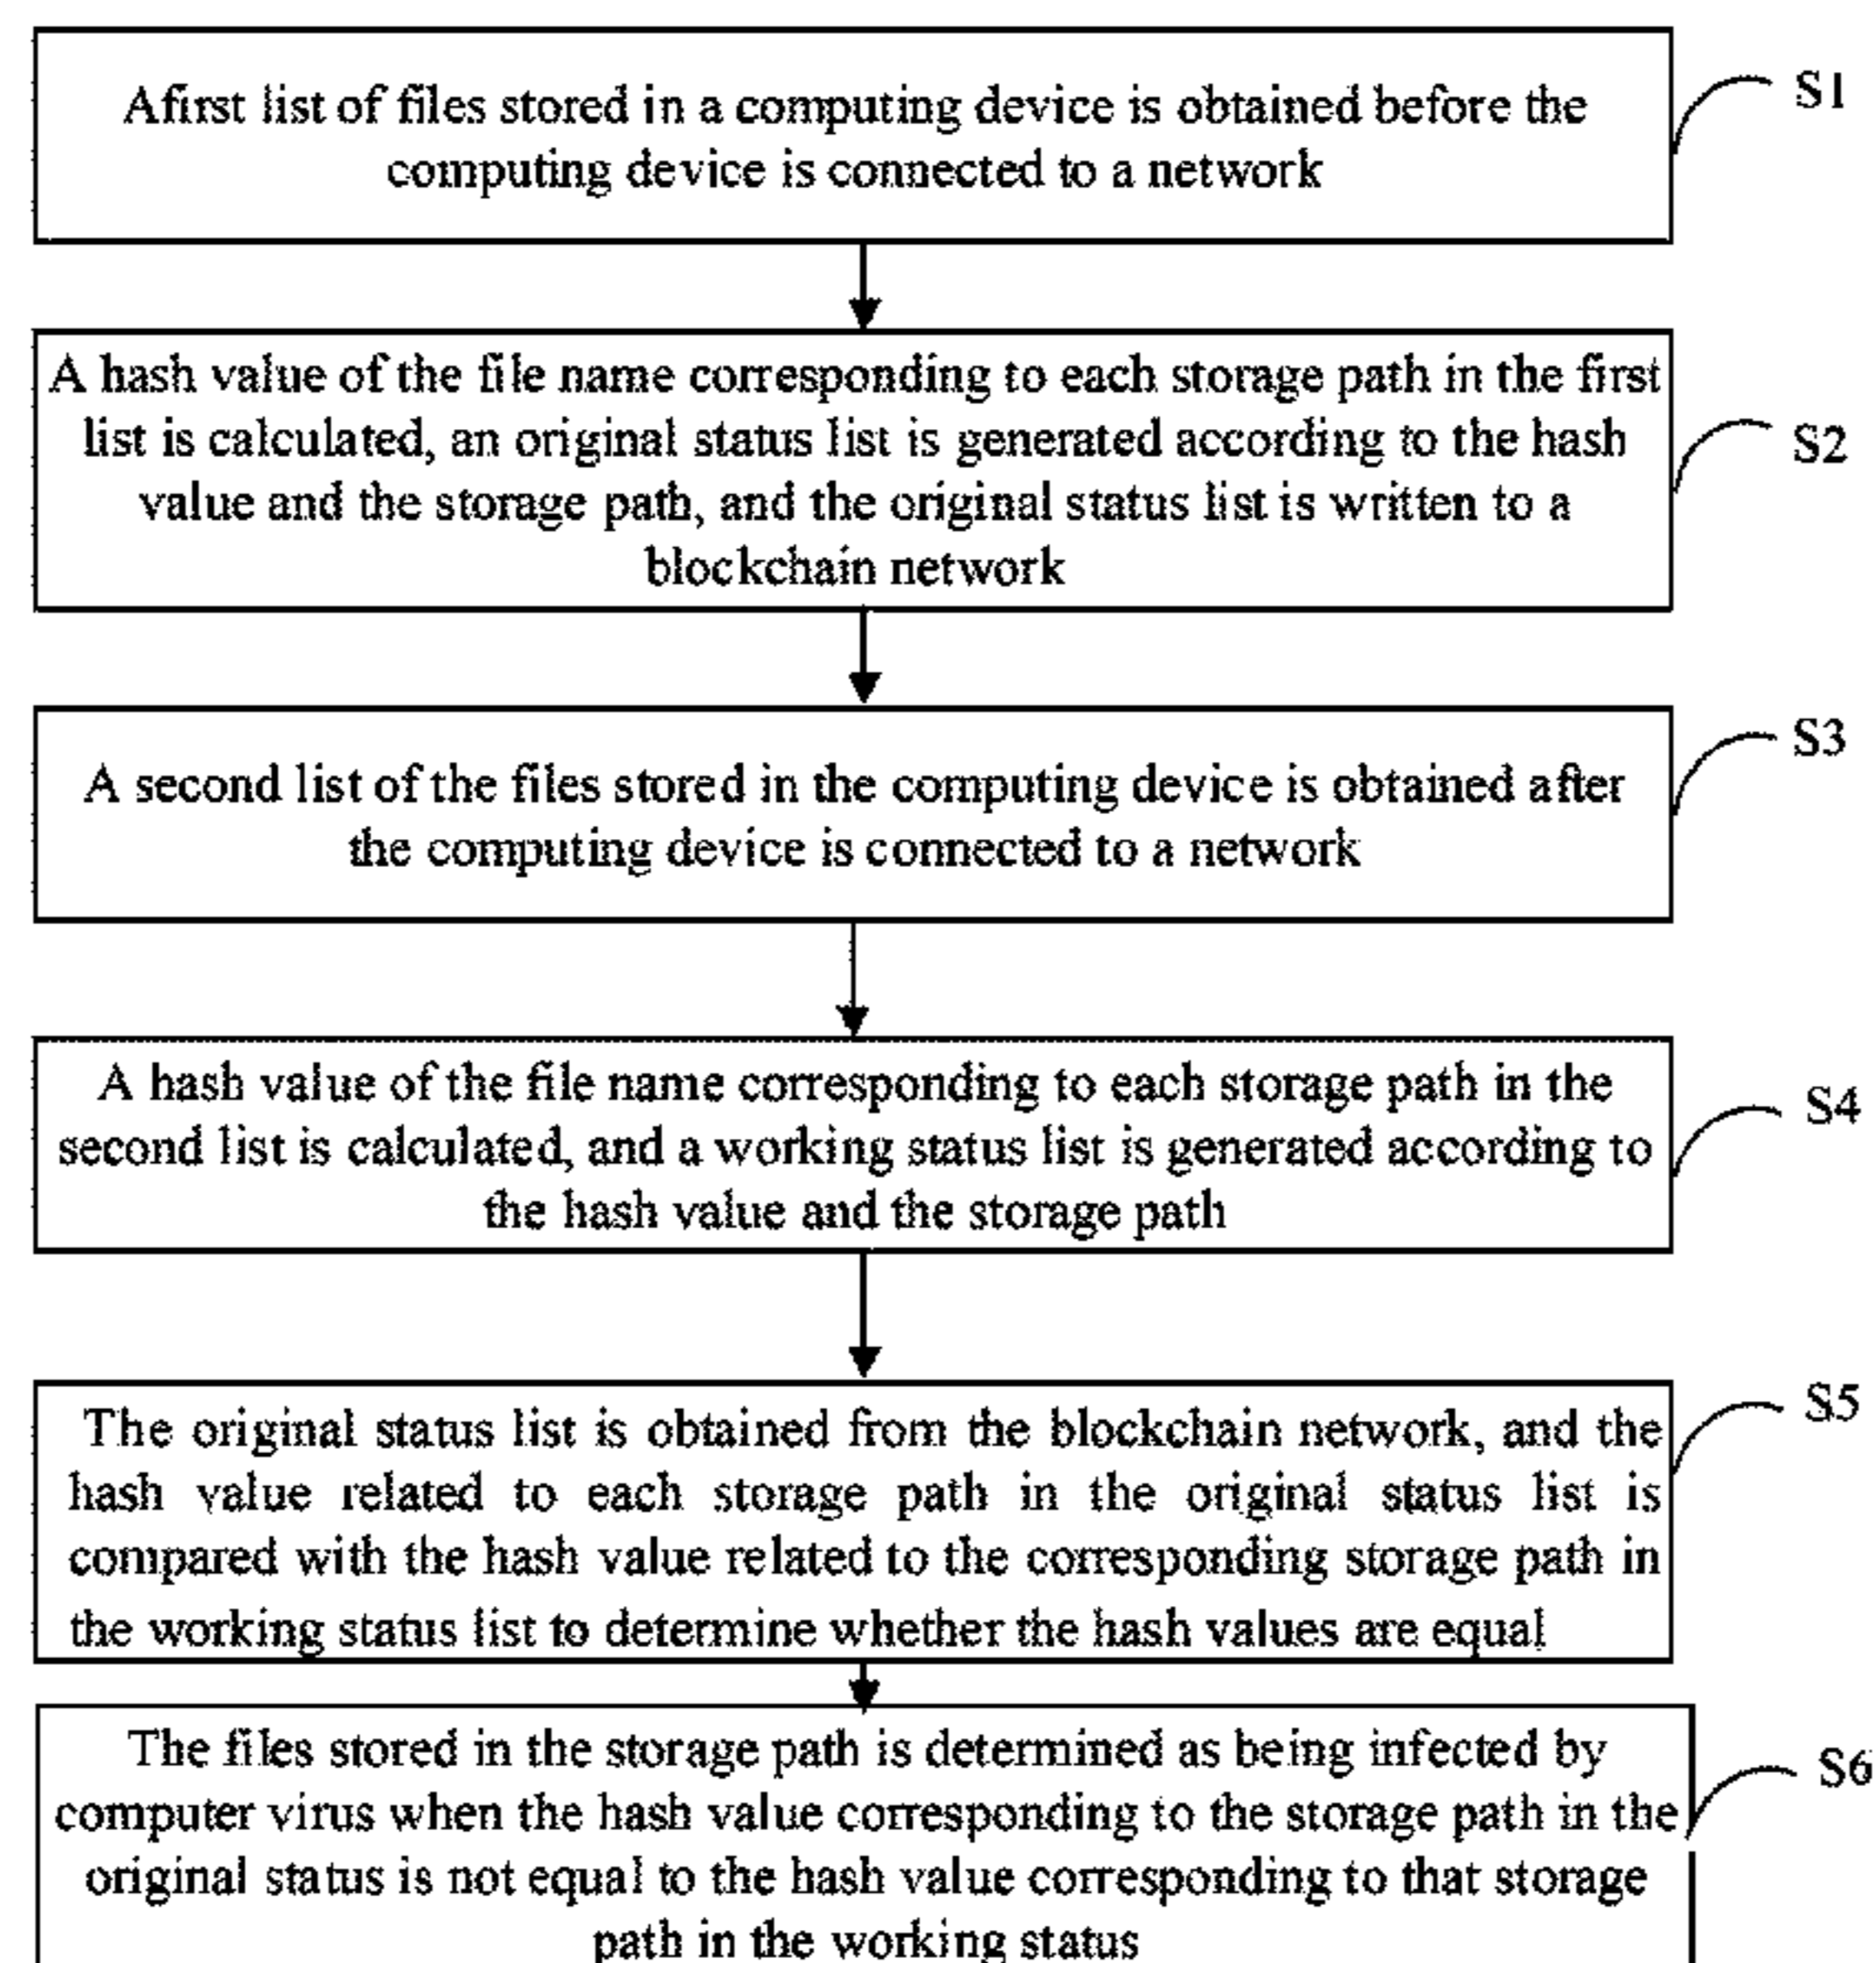 Afirst list of files stored in a computing device is obtained before the
computing device is connected to a network
S1
A hash value of the file name corresponding to each storage path in the first
list is calculated, an original status list is generated according to the hash
value and the storage path, and the original status list is written to a
blockchain network
S2
A second list of the files stored in the computing device is obtained after
the computing device is connected to a network
S3
A hash value of the file name corresponding to each storage path in the
second list is calculated, and a working status list is generated according to
the hash value and the storage path
S4
The original status list is obtained from the blockchain network, and the
hash value related to each storage path in the original status list is
compared with the hash value related to the corresponding storage path in
the working status list to determine whether the hash values are equal
S5
The files stored in the storage path is determined as being infected by
computer virus when the hash value corresponding to the storage path in the
original status is not equal to the hash value corresponding to that storage
path in the working status
S6